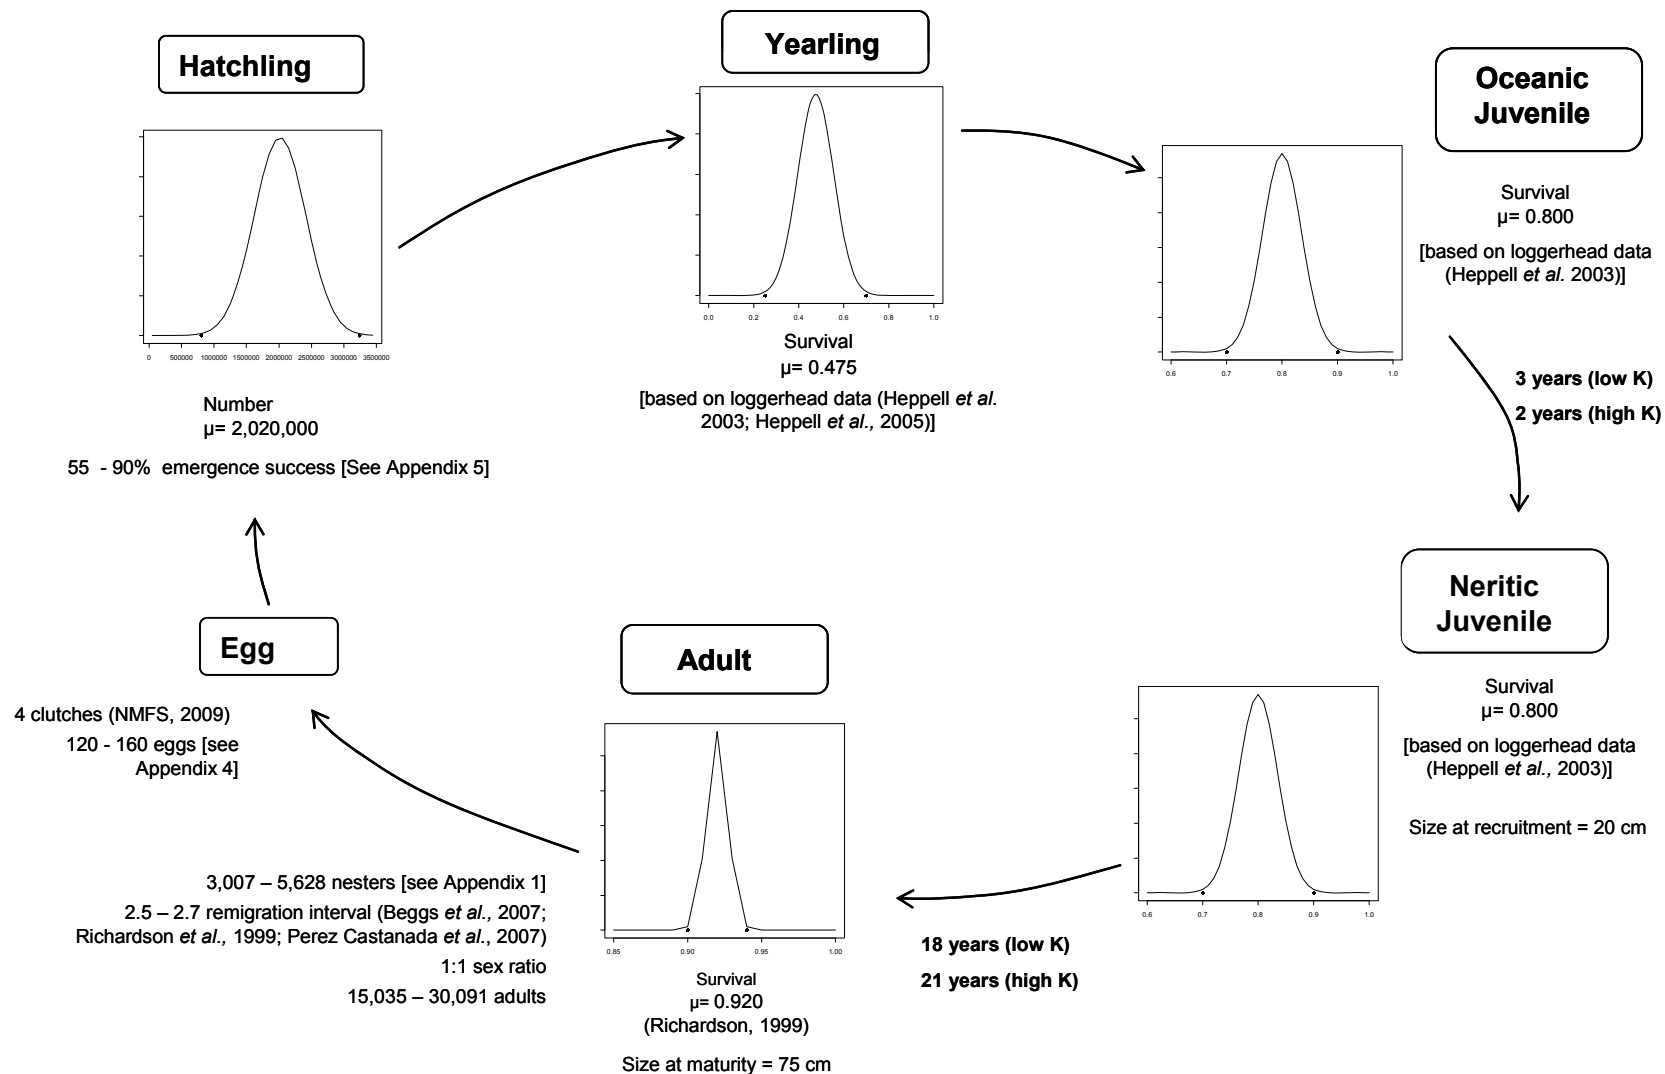 Hatchling
0 500000 1000000 1500000 2000000 2500000 3000000 3500000
Number
µ= 2,020,000
55 - 90% emergence success [See Appendix 5]
Yearling
0.0 0.2 0.4 0.6 0.8 1.0
Survival
µ= 0.475
[based on loggerhead data (Heppell et al.
2003; Heppell et al., 2005)]
Oceanic
Juvenile
0.6 0.7 0.8 0.9 1.0
Survival
µ= 0.800
[based on loggerhead data
(Heppell et al. 2003)]
3 years (low K)
2 years (high K)
Neritic
Juvenile
0.6 0.7 0.8 0.9 1.0
Survival
µ= 0.800
[based on loggerhead data
(Heppell et al., 2003)]
Size at recruitment = 20 cm
18 years (low K)
21 years (high K)
Adult
0.85 0.90 0.95 1.00
Survival
µ= 0.920
(Richardson, 1999)
Size at maturity = 75 cm
3,007 – 5,628 nesters [see Appendix 1]
2.5 – 2.7 remigration interval (Beggs et al., 2007;
Richardson et al., 1999; Perez Castanada et al., 2007)
1:1 sex ratio
15,035 – 30,091 adults
Egg
4 clutches (NMFS, 2009)
120 - 160 eggs [see
Appendix 4]